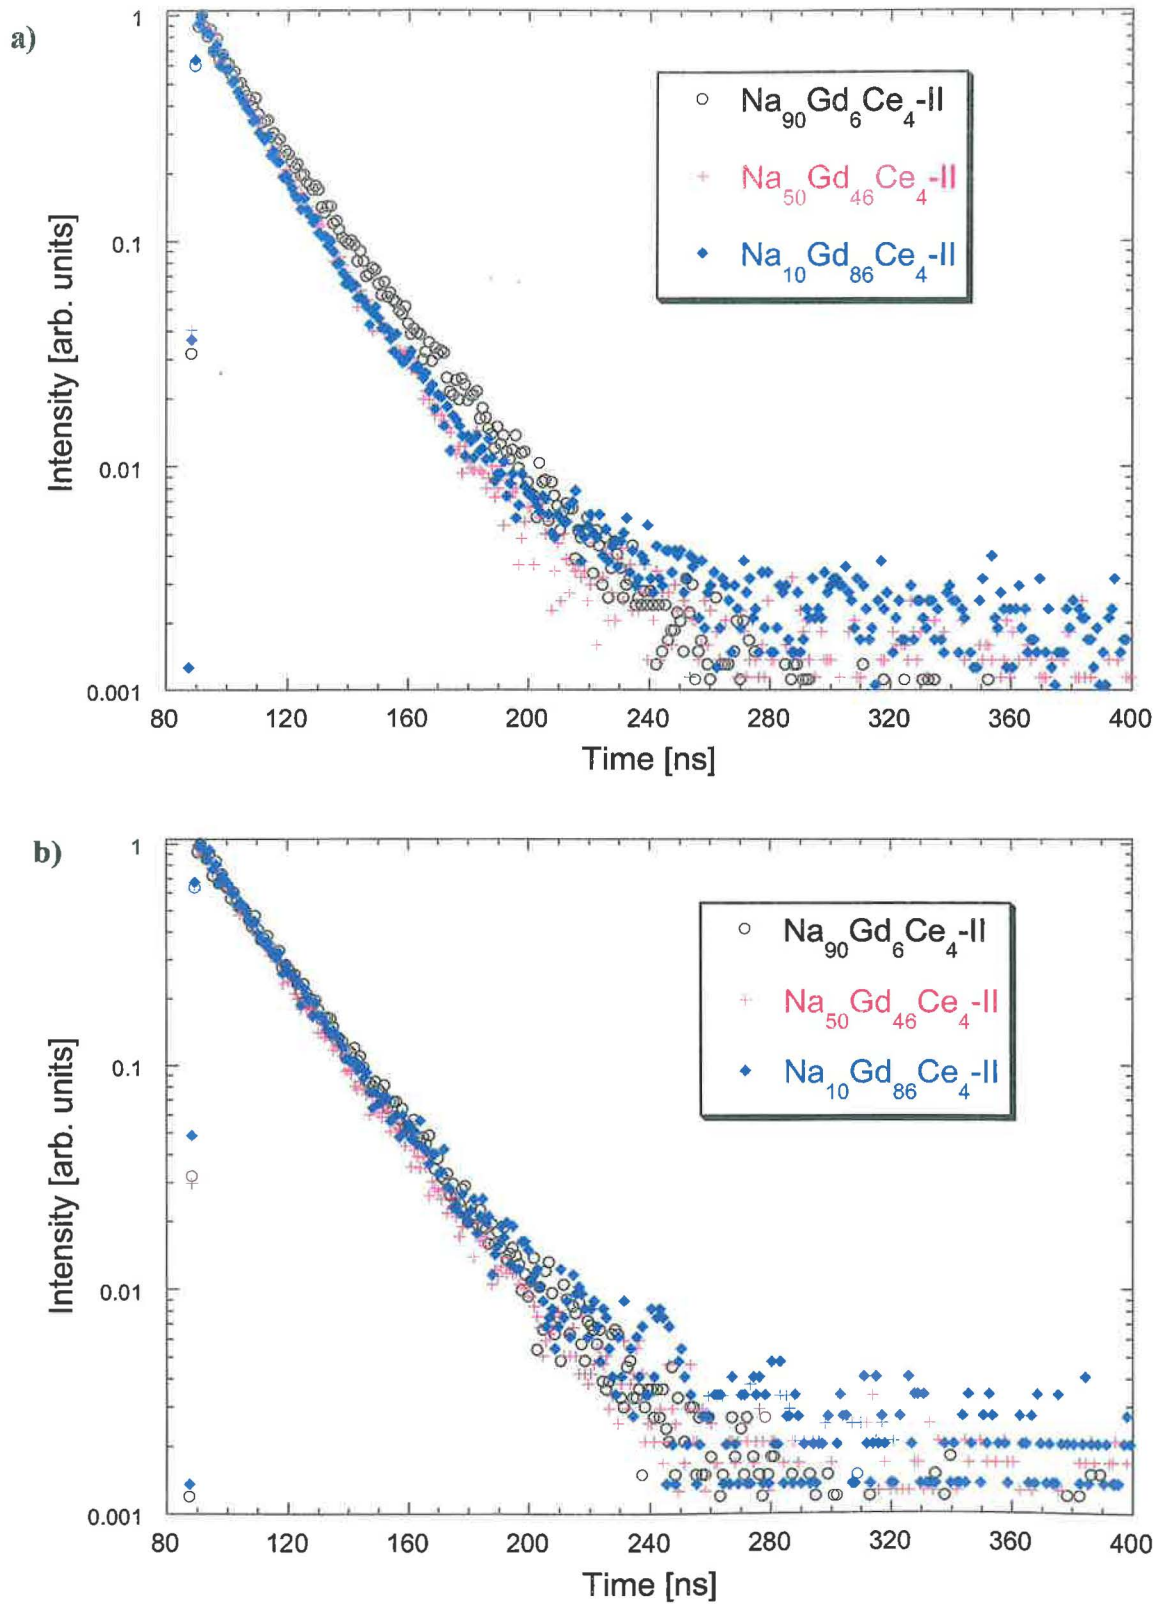 a)
1
0.1
0.01
0.001
Intensity [arb. units]
Na90Gd6Ce4-II
Na50Gd46Ce4-II
Na10Gd86Ce4-II
80 120 160 200 240 280 320 360 400
Time [ns]
b)
1
0.1
0.01
0.001
Intensity [arb. units]
Na90Gd6Ce4-II
Na50Gd46Ce4-II
Na10Gd86Ce4-II
80 120 160 200 240 280 320 360 400
Time [ns]